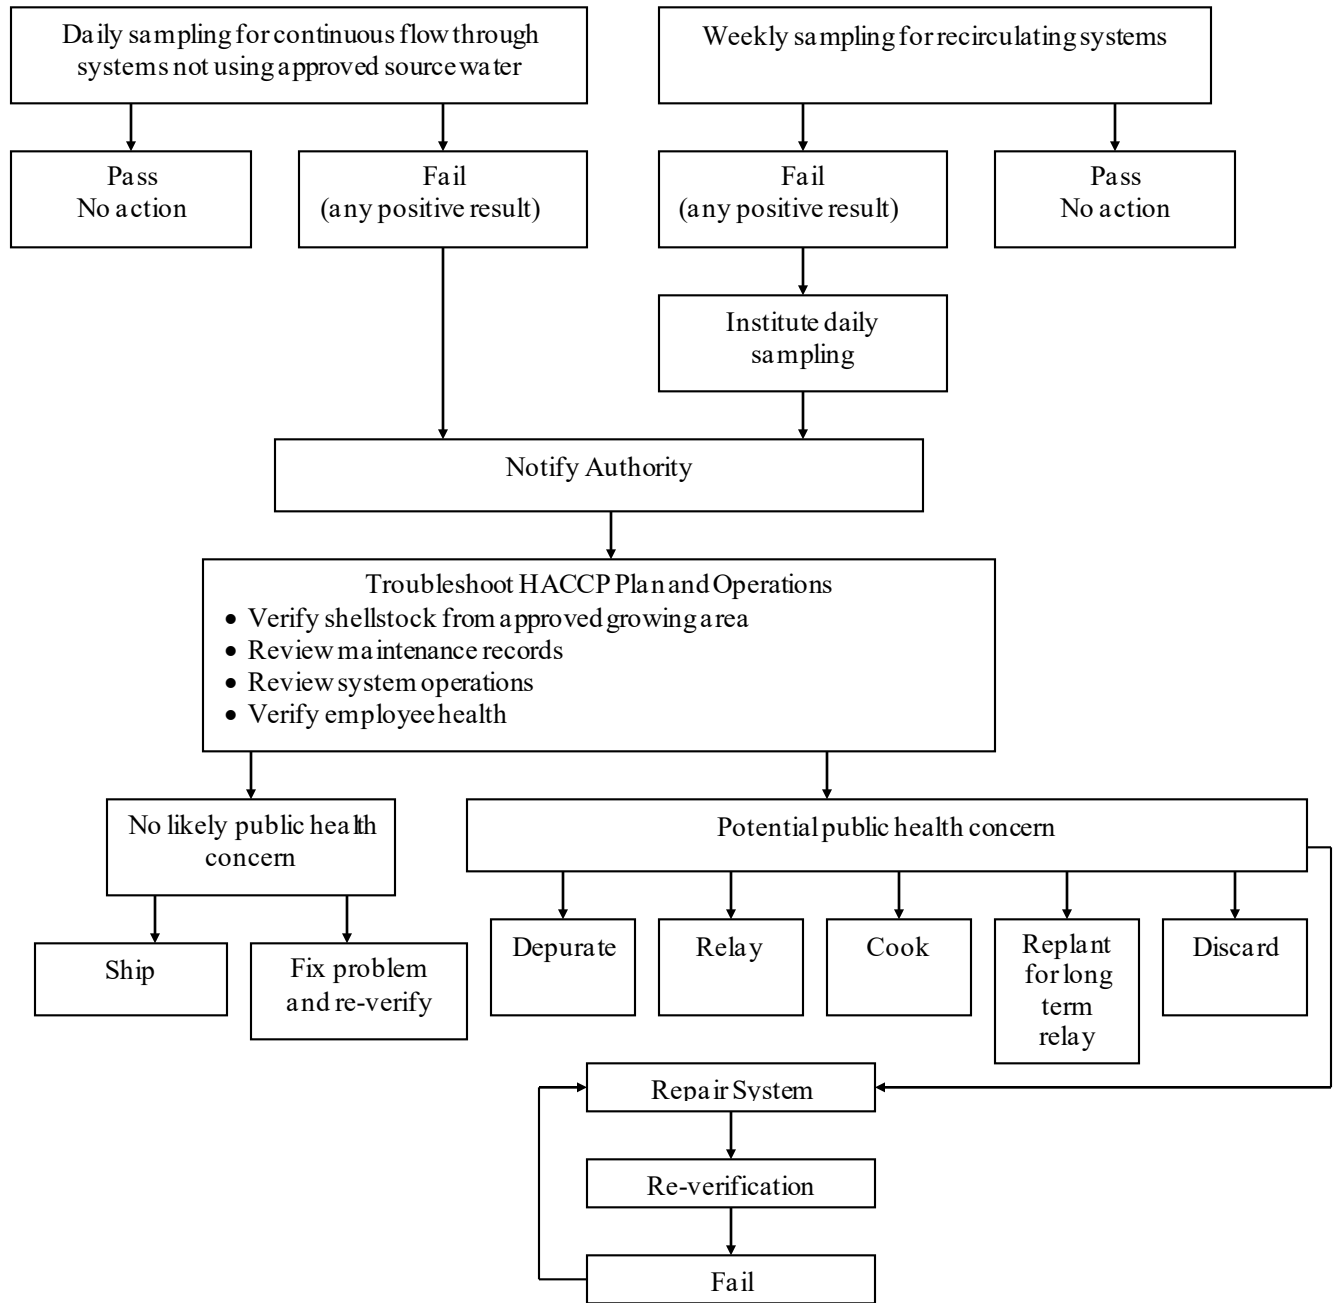 Daily sampling for continuous flow through
systems not using approved source water
Weekly sampling for recirculating systems
Pass
No action
Fail
(any positive result)
Fail
(any positive result)
Pass
No action
Institute daily
sampling
Notify Authority
Troubleshoot HACCP Plan and Operations
• Verify shellstock from approved growing area
• Review maintenance records
• Review system operations
• Verify employee health
No likely public health
concern
Potential public health concern
Ship
Fix problem
and re-verify
Depurate
Relay
Cook
Replant
for long
term
relay
Discard
Repair System
Re-verification
Fail